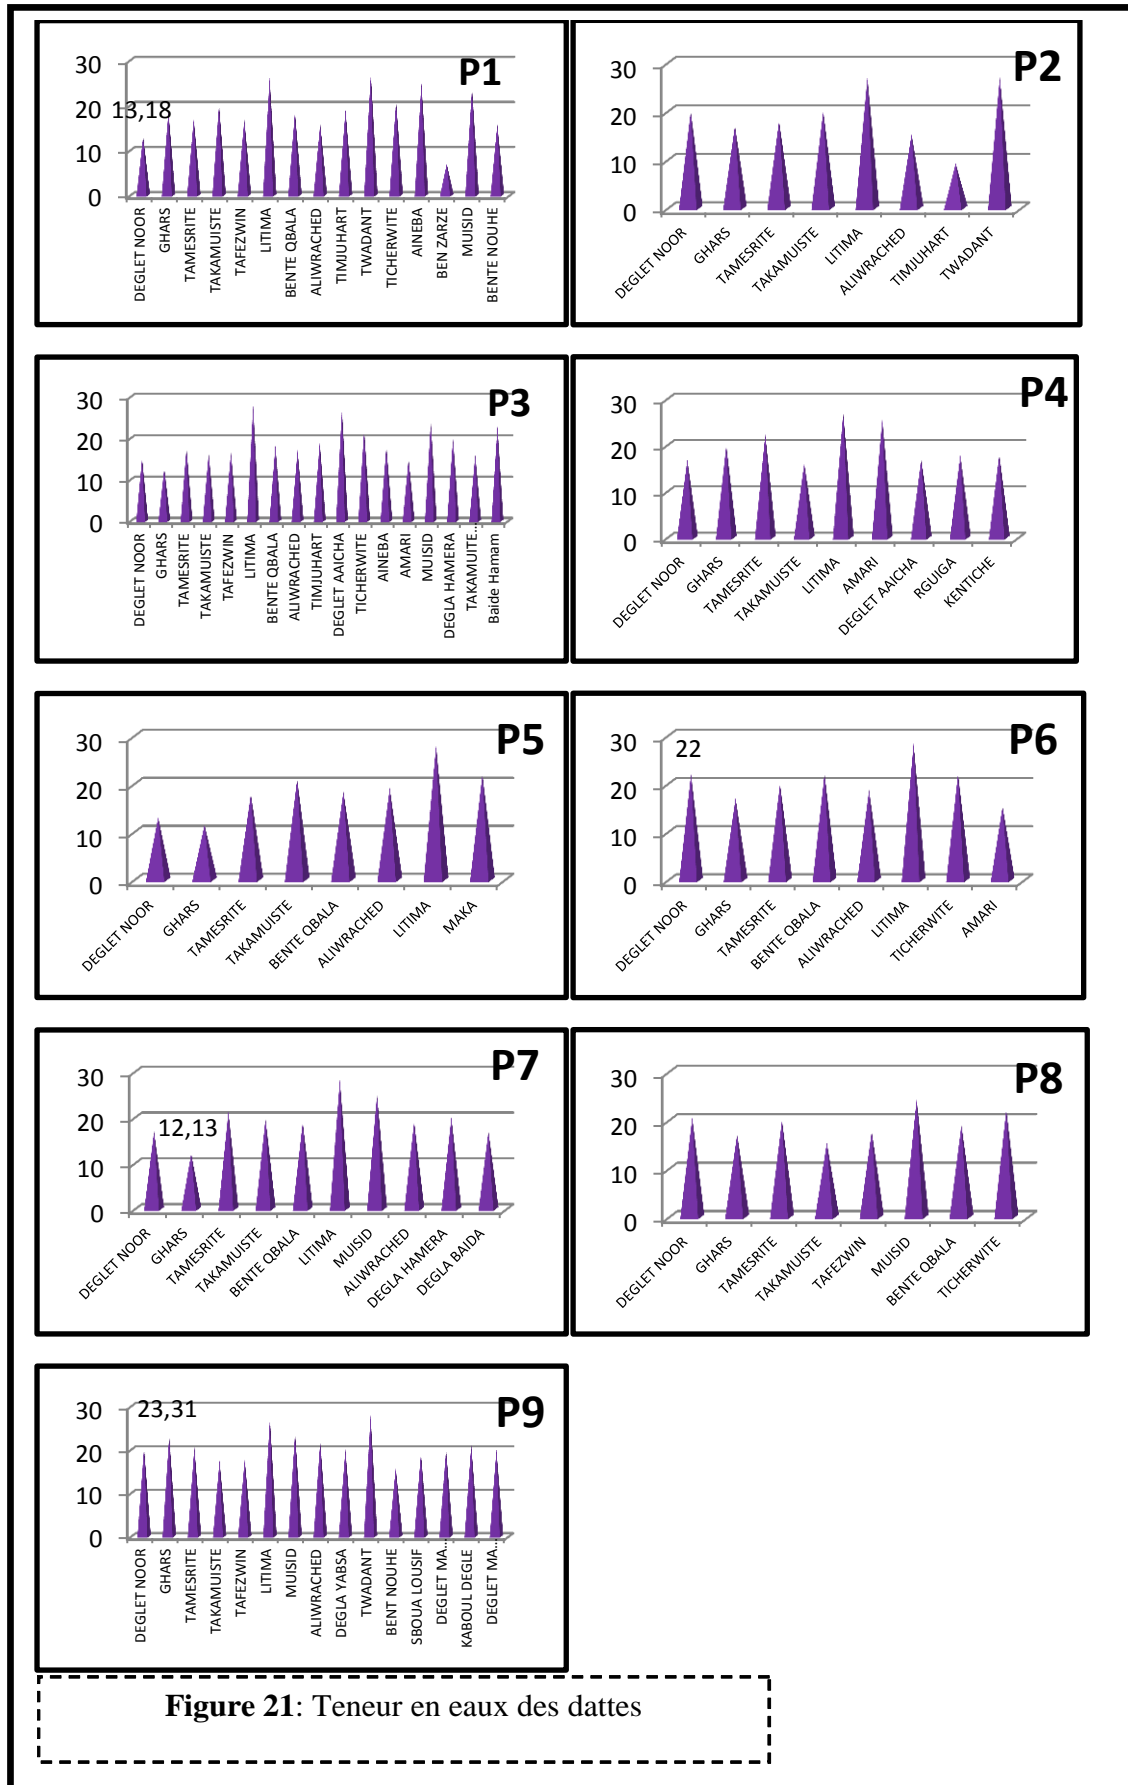 P1
30
20
10
0
13,18
DEGLET NOOR
GHARS
TAMESRITE
TAKAMUISTE
TAFEZWIN
LITIMA
BENTE QBALA
ALIWRACHED
TIMJUHART
TWADANT
TICHERWITE
AINEBA
BEN ZARZE
MUISID
BENTE NOUHE
P2
30
20
10
0
DEGLET NOOR
GHARS
TAMESRITE
TAKAMUISTE
LITIMA
ALIWRACHED
TIMJUHART
TWADANT
P3
30
20
10
0
DEGLET NOOR
GHARS
TAMESRITE
TAKAMUISTE
TAFEZWIN
LITIMA
BENTE QBALA
ALIWRACHED
TIMJUHART
DEGLET AAICHA
TICHERWITE
AINEBA
AMARI
MUISID
DEGLA HAMERA
TAKAMUITE...
Baide Hamam
P4
30
20
10
0
DEGLET NOOR
GHARS
TAMESRITE
TAKAMUISTE
LITIMA
AMARI
DEGLET AAICHA
RGUIGA
KENTICHE
P5
30
20
10
0
DEGLET NOOR
GHARS
TAMESRITE
TAKAMUISTE
BENTE QBALA
ALIWRACHED
LITIMA
MAKA
P6
30
20
10
0
22
DEGLET NOOR
GHARS
TAMESRITE
BENTE QBALA
ALIWRACHED
LITIMA
TICHERWITE
AMARI
P7
30
20
10
0
12,13
DEGLET NOOR
GHARS
TAMESRITE
TAKAMUISTE
BENTE QBALA
LITIMA
MUISID
ALIWRACHED
DEGLA HAMERA
DEGLA BAIDA
P8
30
20
10
0
DEGLET NOOR
GHARS
TAMESRITE
TAKAMUISTE
TAFEZWIN
MUISID
BENTE QBALA
TICHERWITE
P9
30
20
10
0
23,31
DEGLET NOOR
GHARS
TAMESRITE
TAKAMUISTE
TAFEZWIN
LITIMA
MUISID
ALIWRACHED
DEGLA YABSA
TWADANT
BENT NOUHE
SBOUA LOUSIF
DEGLET MA...
KABOUL DEGLE
DEGLET MA...
Figure 21: Teneur en eaux des dattes